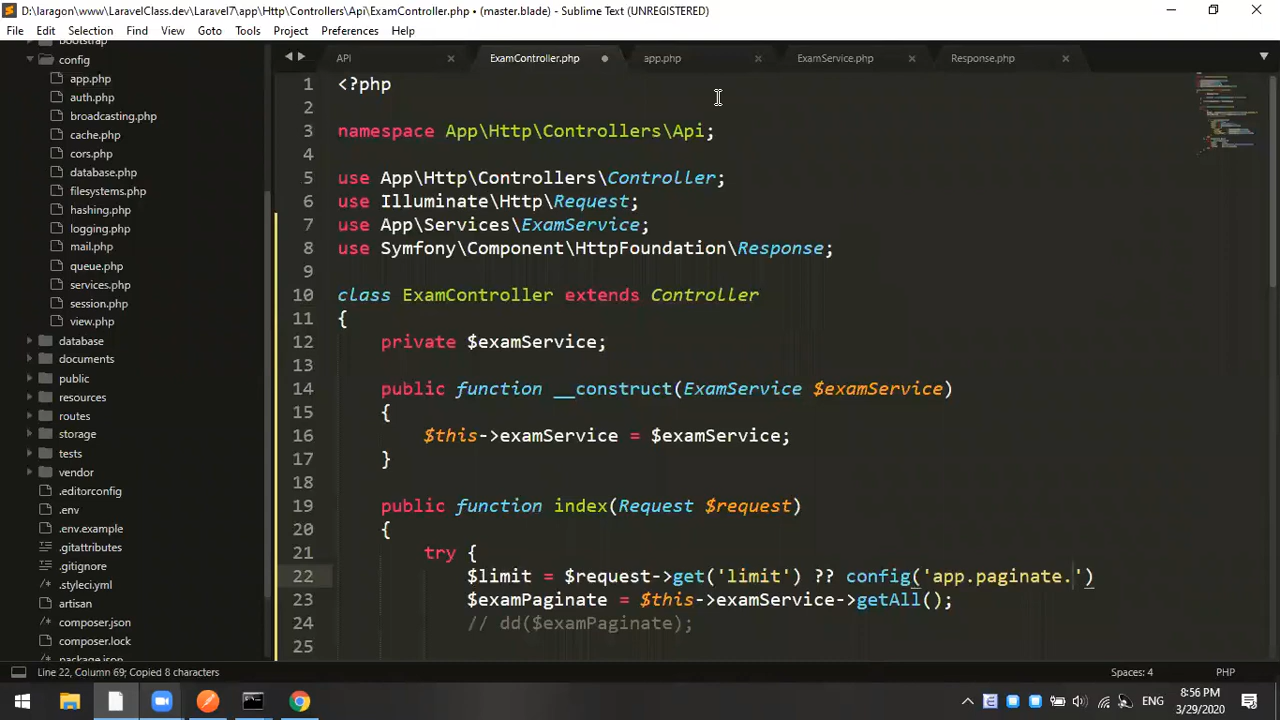 D:\laragon\www\LaravelClass.dev\Laravel7\app\Http\Controllers\Api\ExamController.php • (master.blade) - Sublime Text (UNREGISTERED)
File Edit Selection Find View Goto Tools Project Preferences Help
API ExamController.php app.php ExamService.php Response.php
config
app.php
auth.php
broadcasting.php
cache.php
cors.php
database.php
filesystems.php
hashing.php
logging.php
mail.php
queue.php
services.php
session.php
view.php
database
documents
public
resources
routes
storage
tests
vendor
.editorconfig
.env
.env.example
.gitattributes
.gitignore
.styleci.yml
artisan
composer.json
composer.lock
package.json
1 <?php
2
3 namespace App\Http\Controllers\Api;
4
5 use App\Http\Controllers\Controller;
6 use Illuminate\Http\Request;
7 use App\Services\ExamService;
8 use Symfony\Component\HttpFoundation\Response;
9
10 class ExamController extends Controller
11 {
12 private $examService;
13
14 public function __construct(ExamService $examService)
15 {
16 $this->examService = $examService;
17 }
18
19 public function index(Request $request)
20 {
21 try {
22 $limit = $request->get('limit') ?? config('app.paginate.')
23 $examPaginate = $this->examService->getAll();
24 // dd($examPaginate);
25
Line 22, Column 69; Copied 8 characters Spaces: 4 PHP
ENG 8:56 PM
3/29/2020